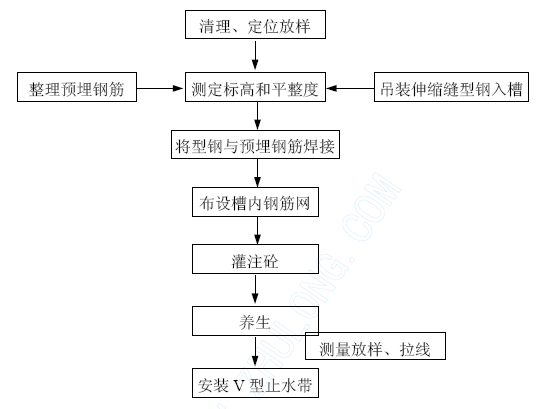 清理、定位放样
整理预埋钢筋
测定标高和平整度
吊装伸缩缝型钢入槽
将型钢与预埋钢筋焊接
布设槽内钢筋网
灌注砼
养生
测量放样、拉线
安装 V 型止水带